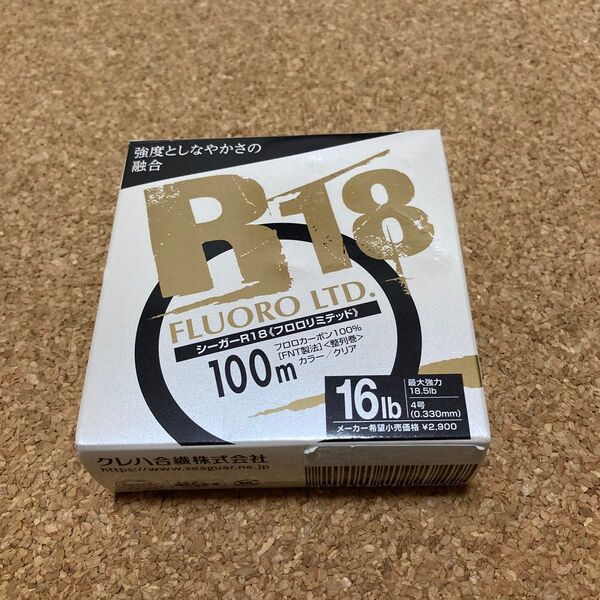 強度としなやかさの
融合
R18
FLUORO LTD.
シーガーR18《フロロリミテッド》
100m
フロロカーボン100%
[FNT製法]<整列巻>
カラー/クリア
16lb
最大強力
18.5lb
4号
(0.330mm)
メーカー希望小売価格 ¥2,900
クレハ合繊株式会社
https://www.seaguar.ne.jp